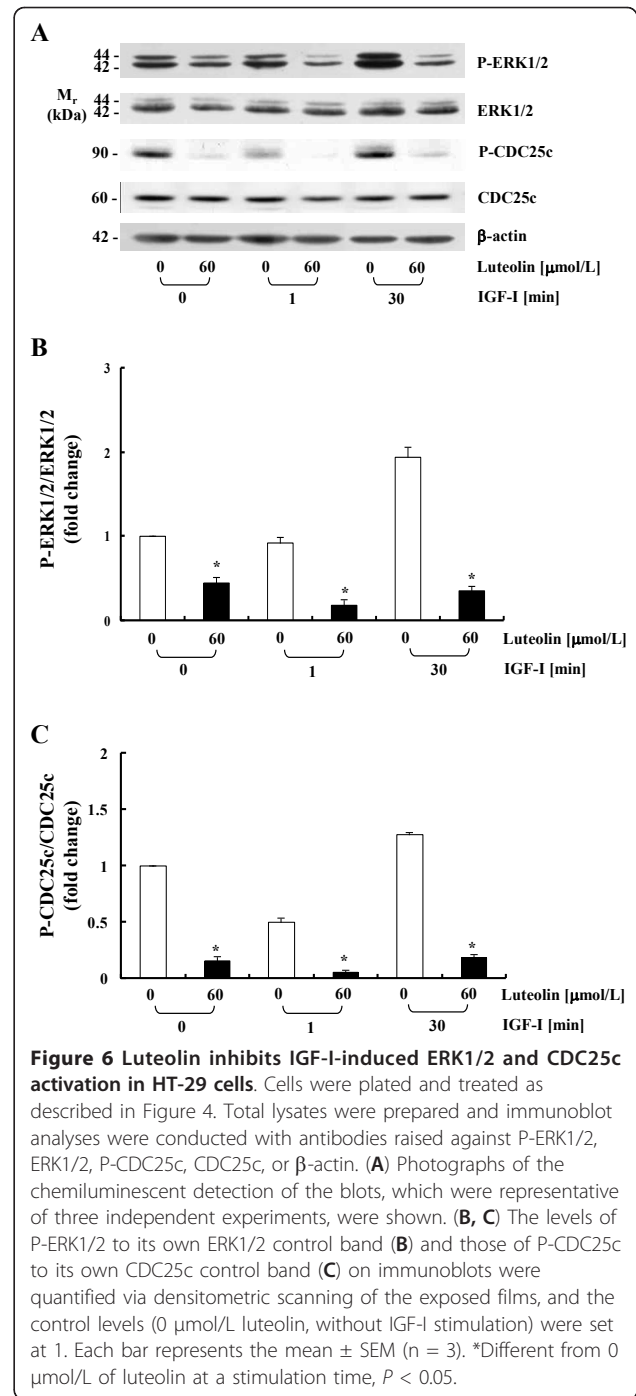 A
44 -
42 -
P-ERK1/2
Mr
(kDa)
44 -
42 -
ERK1/2
90 -
P-CDC25c
60 -
CDC25c
42 -
β-actin
0 60 0 60 0 60 Luteolin [μmol/L]
0 1 30 IGF-I [min]
B
P-ERK1/2/ERK1/2
(fold change)
3
2
1
0
* * *
0 60 0 60 0 60 Luteolin [μmol/L]
0 1 30 IGF-I [min]
C
P-CDC25c/CDC25c
(fold change)
2
1.5
1
0.5
0
* * *
0 60 0 60 0 60 Luteolin [μmol/L]
0 1 30 IGF-I [min]
Figure 6 Luteolin inhibits IGF-I-induced ERK1/2 and CDC25c
activation in HT-29 cells. Cells were plated and treated as
described in Figure 4. Total lysates were prepared and immunoblot
analyses were conducted with antibodies raised against P-ERK1/2,
ERK1/2, P-CDC25c, CDC25c, or β-actin. (A) Photographs of the
chemiluminescent detection of the blots, which were representative
of three independent experiments, were shown. (B, C) The levels of
P-ERK1/2 to its own ERK1/2 control band (B) and those of P-CDC25c
to its own CDC25c control band (C) on immunoblots were
quantified via densitometric scanning of the exposed films, and the
control levels (0 μmol/L luteolin, without IGF-I stimulation) were set
at 1. Each bar represents the mean ± SEM (n = 3). *Different from 0
μmol/L of luteolin at a stimulation time, P < 0.05.